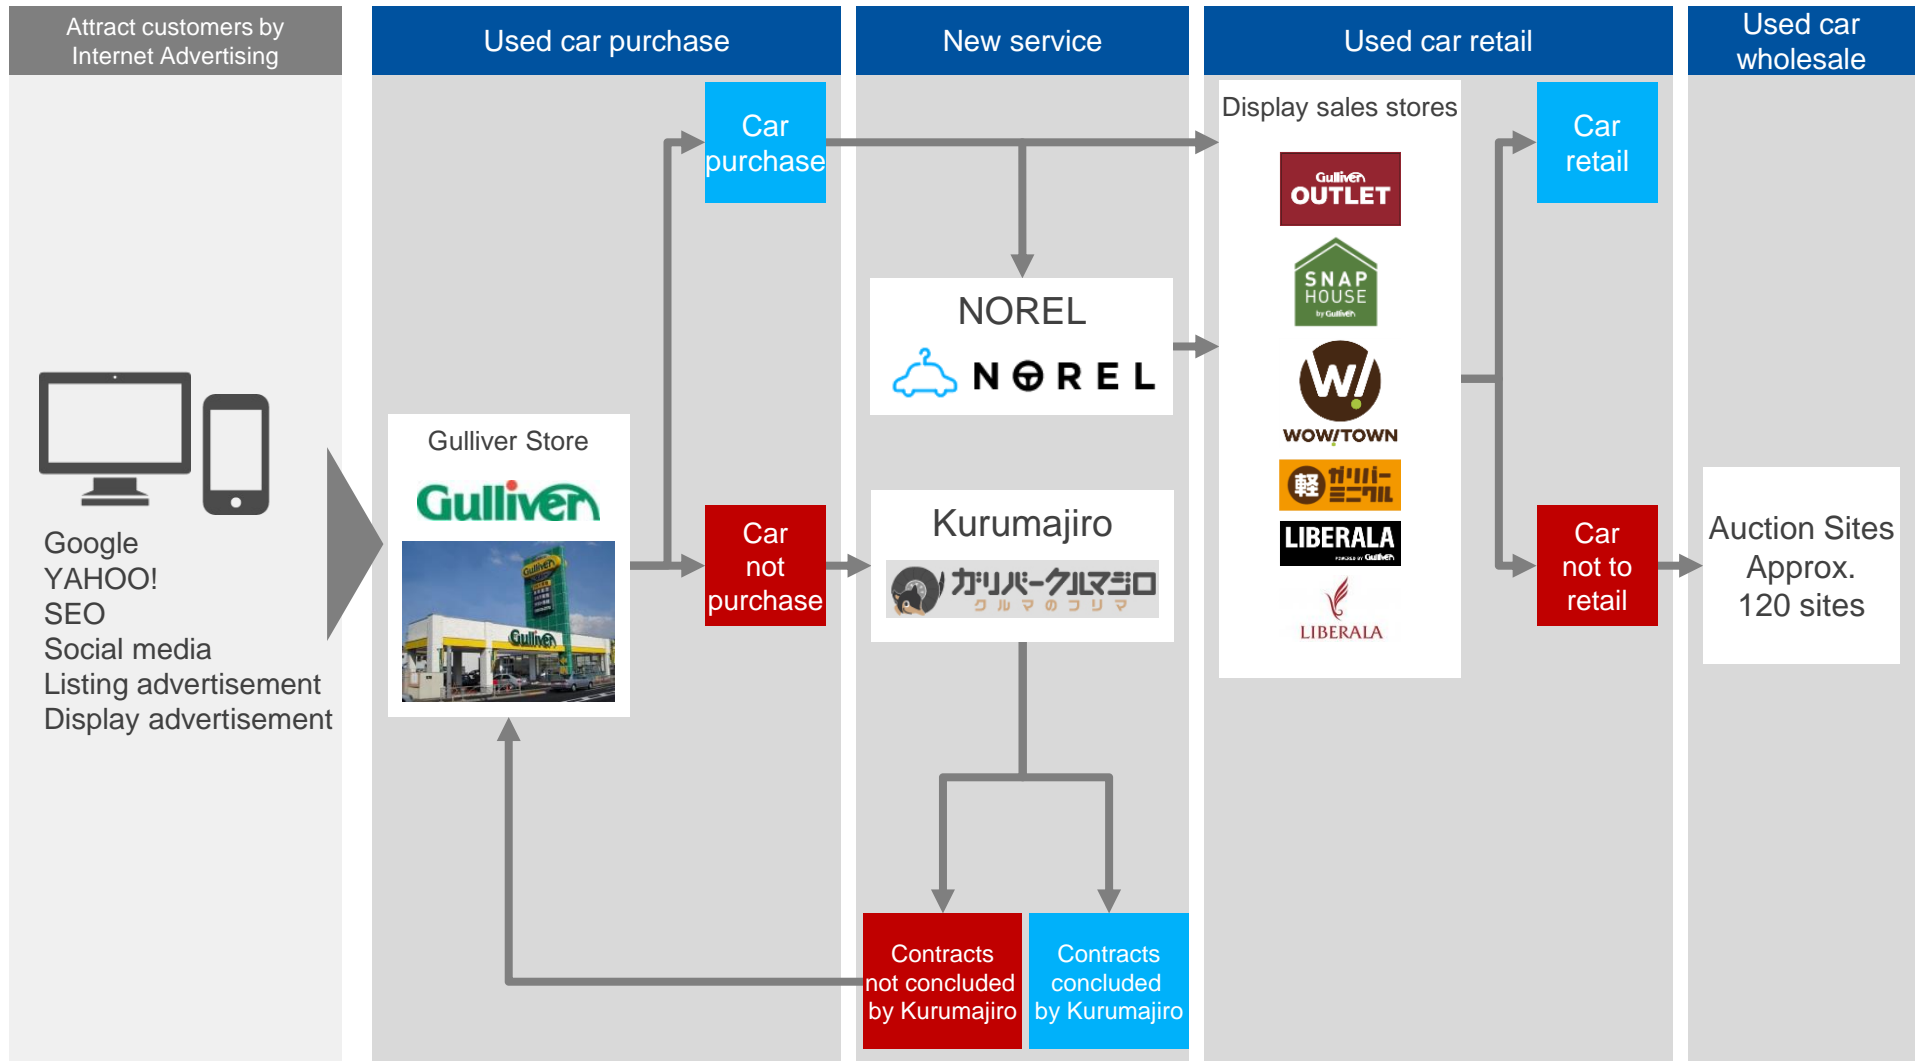 Attract customers by
Internet Advertising
Used car purchase
New service
Used car retail
Used car
wholesale
Google
YAHOO!
SEO
Social media
Listing advertisement
Display advertisement
Gulliver Store
Gulliver
Gulliver
Gulliver
Car
purchase
Car
not
purchase
NOREL
NOREL
Kurumajiro
ガリバークルマジロ
クルマのフリマ
Contracts
not concluded
by Kurumajiro
Contracts
concluded
by Kurumajiro
Display sales stores
Gulliver
OUTLET
SNAP
HOUSE
by Gulliver
W!
WOW!TOWN
軽
ガリバー
ミニクル
LIBERALA
POWERED BY Gulliver
LIBERALA
Car
retail
Car
not to
retail
Auction Sites
Approx.
120 sites